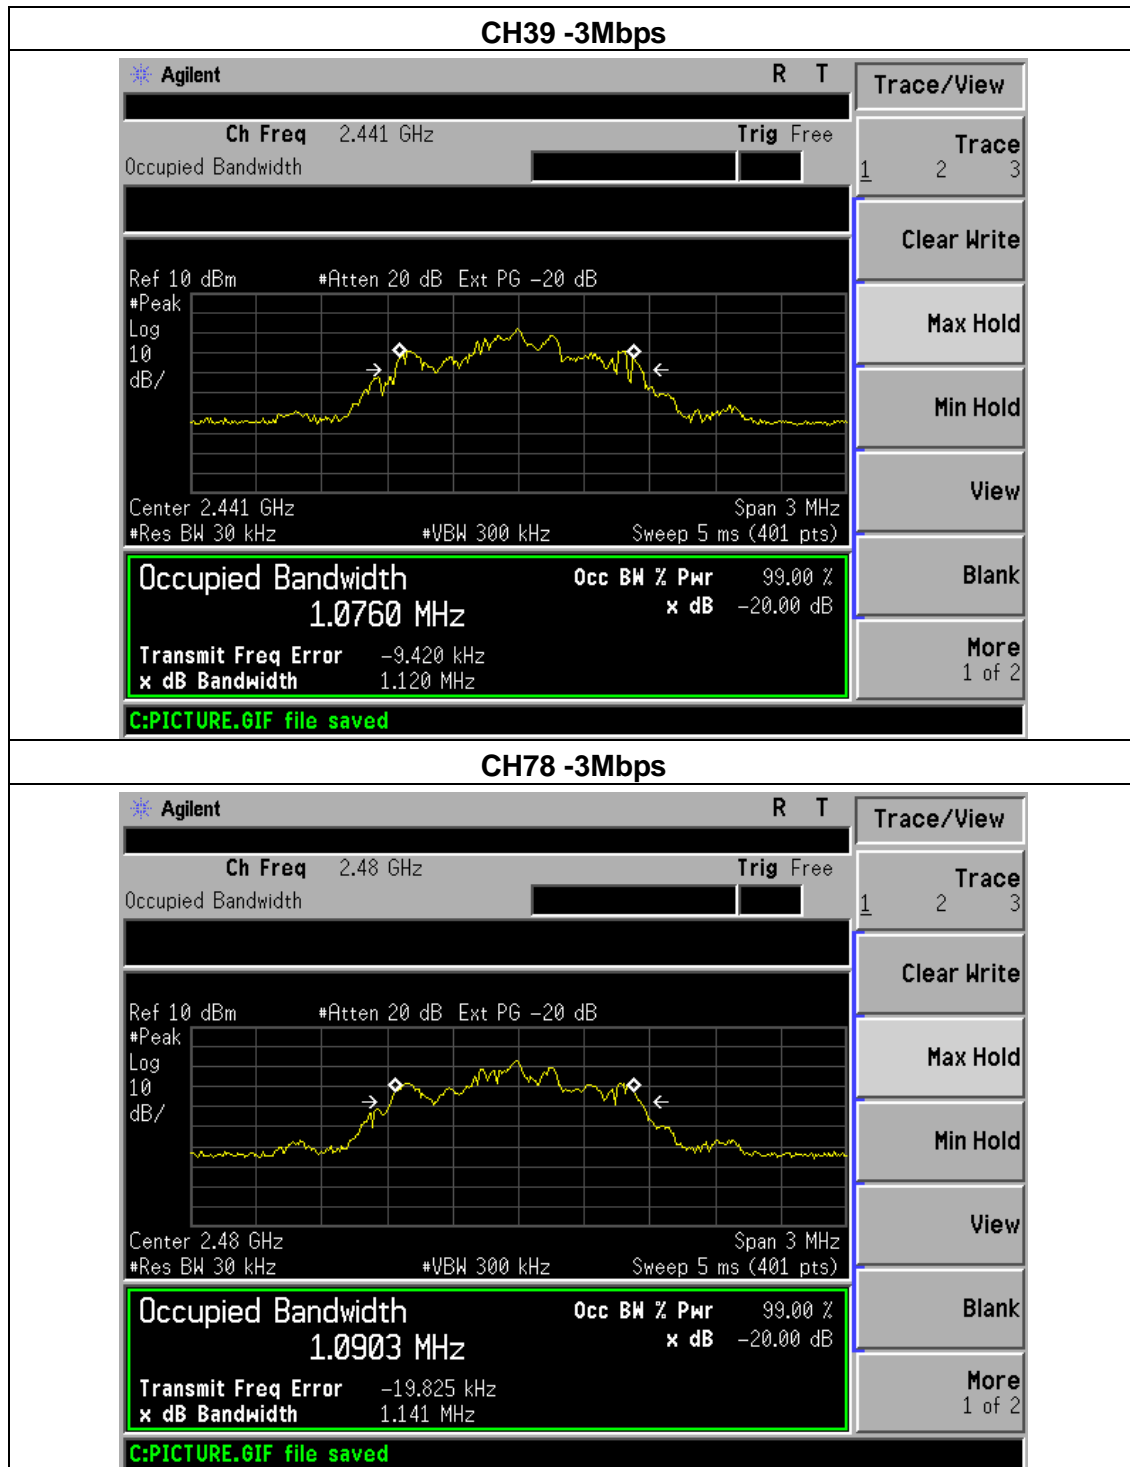 CH39 -3Mbps
Agilent R T
Trace/View
Ch Freq 2.441 GHz Trig Free
Occupied Bandwidth
Trace
1 2 3
Clear Write
Ref 10 dBm #Atten 20 dB Ext PG -20 dB
#Peak
Log
10
dB/
Max Hold
Min Hold
View
Center 2.441 GHz Span 3 MHz
#Res BW 30 kHz #VBW 300 kHz Sweep 5 ms (401 pts)
Occupied Bandwidth
1.0760 MHz
Occ BW % Pwr 99.00 %
x dB -20.00 dB
Blank
Transmit Freq Error -9.420 kHz
x dB Bandwidth 1.120 MHz
More
1 of 2
C:PICTURE.GIF file saved
CH78 -3Mbps
Agilent R T
Trace/View
Ch Freq 2.48 GHz Trig Free
Occupied Bandwidth
Trace
1 2 3
Clear Write
Ref 10 dBm #Atten 20 dB Ext PG -20 dB
#Peak
Log
10
dB/
Max Hold
Min Hold
View
Center 2.48 GHz Span 3 MHz
#Res BW 30 kHz #VBW 300 kHz Sweep 5 ms (401 pts)
Occupied Bandwidth
1.0903 MHz
Occ BW % Pwr 99.00 %
x dB -20.00 dB
Blank
Transmit Freq Error -19.825 kHz
x dB Bandwidth 1.141 MHz
More
1 of 2
C:PICTURE.GIF file saved